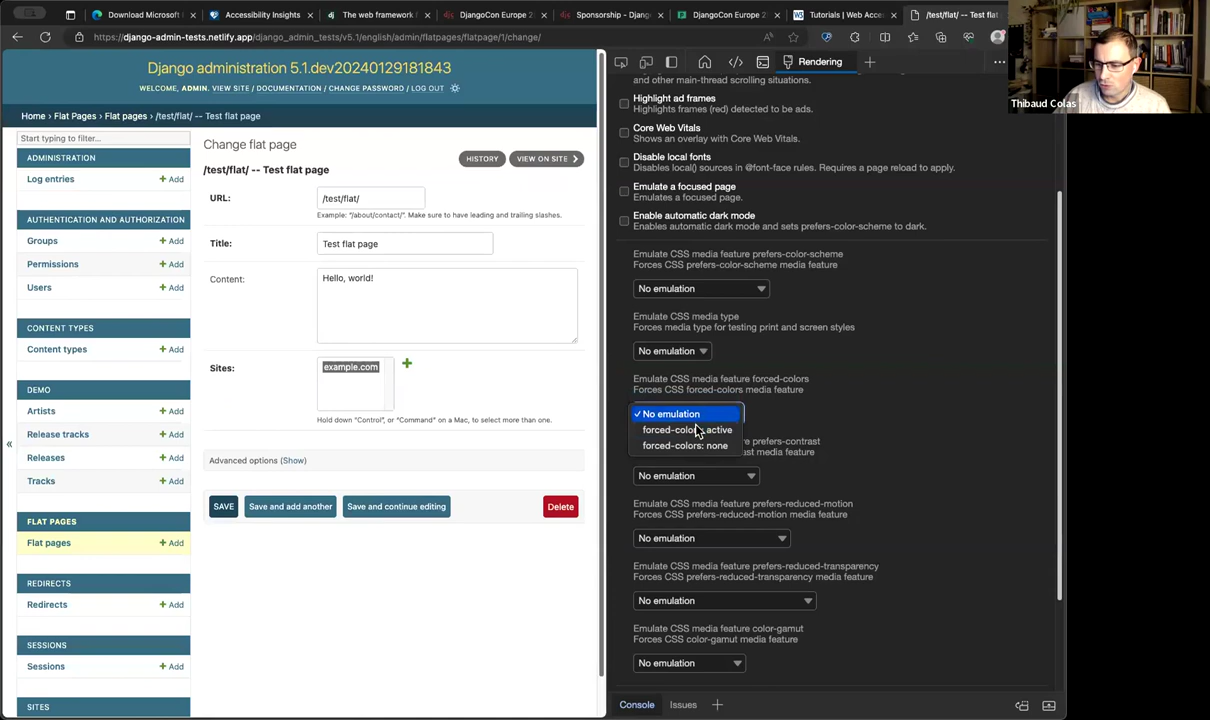 Download Microsoft
Accessibility Insights
The web framework f
DjangoCon Europe 2
Sponsorship - Djang
DjangoCon Europe 2
Tutorials | Web Acce
/test/flat/ -- Test flat
https://django-admin-tests.netlify.app/django_admin_tests/v5.1/english/admin/flatpages/flatpage/1/change/
Thibaud Colas
Django administration 5.1.dev20240129181843
WELCOME, ADMIN. VIEW SITE / DOCUMENTATION / CHANGE PASSWORD / LOG OUT
Home › Flat Pages › Flat pages › /test/flat/ -- Test flat page
Start typing to filter...
ADMINISTRATION
Log entries + Add
AUTHENTICATION AND AUTHORIZATION
Groups + Add
Permissions + Add
Users + Add
CONTENT TYPES
Content types + Add
DEMO
Artists + Add
Release tracks + Add
Releases + Add
Tracks + Add
FLAT PAGES
Flat pages + Add
REDIRECTS
Redirects + Add
SESSIONS
Sessions + Add
SITES
«
Change flat page
HISTORY VIEW ON SITE
/test/flat/ -- Test flat page
URL: /test/flat/
Example: “/about/contact/”. Make sure to have leading and trailing slashes.
Title: Test flat page
Content: Hello, world!
Sites: example.com
Hold down “Control”, or “Command” on a Mac, to select more than one.
Advanced options (Show)
SAVE Save and add another Save and continue editing Delete
Rendering
and other main-thread scrolling situations.
Highlight ad frames
Highlights frames (red) detected to be ads.
Core Web Vitals
Shows an overlay with Core Web Vitals.
Disable local fonts
Disables local() sources in @font-face rules. Requires a page reload to apply.
Emulate a focused page
Emulates a focused page.
Enable automatic dark mode
Enables automatic dark mode and sets prefers-color-scheme to dark.
Emulate CSS media feature prefers-color-scheme
Forces CSS prefers-color-scheme media feature
No emulation
Emulate CSS media type
Forces media type for testing print and screen styles
No emulation
Emulate CSS media feature forced-colors
Forces CSS forced-colors media feature
✓ No emulation
active
forced-colors: none
prefers-contrast
media feature
No emulation
Emulate CSS media feature prefers-reduced-motion
Forces CSS prefers-reduced-motion media feature
No emulation
Emulate CSS media feature prefers-reduced-transparency
Forces CSS prefers-reduced-transparency media feature
No emulation
Emulate CSS media feature color-gamut
Forces CSS color-gamut media feature
No emulation
Console Issues